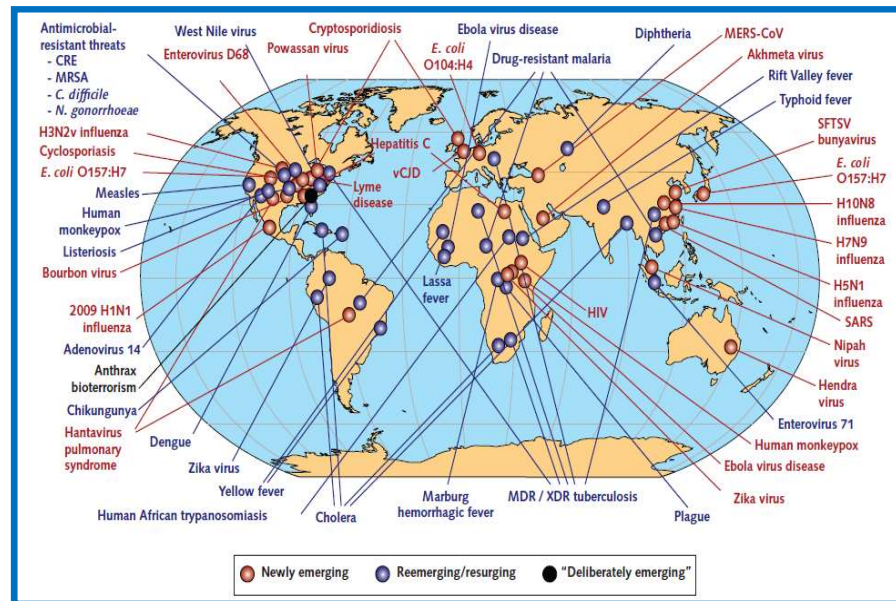 Antimicrobial-
resistant threats
- CRE
- MRSA
- C. difficile
- N. gonorrhoeae
West Nile virus
Enterovirus D68
Cryptosporidiosis
Powassan virus
E. coli
O104:H4
Ebola virus disease
Drug-resistant malaria
Diphtheria
MERS-CoV
Akhmeta virus
Rift Valley fever
Typhoid fever
SFTSV
bunyavirus
E. coli
O157:H7
H10N8
influenza
H7N9
influenza
H5N1
influenza
SARS
Nipah
virus
Hendra
virus
Enterovirus 71
Human monkeypox
Ebola virus disease
Zika virus
Plague
H3N2v influenza
Cyclosporiasis
E. coli O157:H7
Measles
Human
monkeypox
Listeriosis
Bourbon virus
2009 H1N1
influenza
Adenovirus 14
Anthrax
bioterrorism
Chikungunya
Hantavirus
pulmonary
syndrome
Dengue
Zika virus
Yellow fever
Human African trypanosomiasis
Cholera
Marburg
hemorrhagic fever
MDR / XDR tuberculosis
Hepatitis C
vCJD
Lyme
disease
Lassa
fever
HIV
Newly emerging
Reemerging/resurging
"Deliberately emerging"